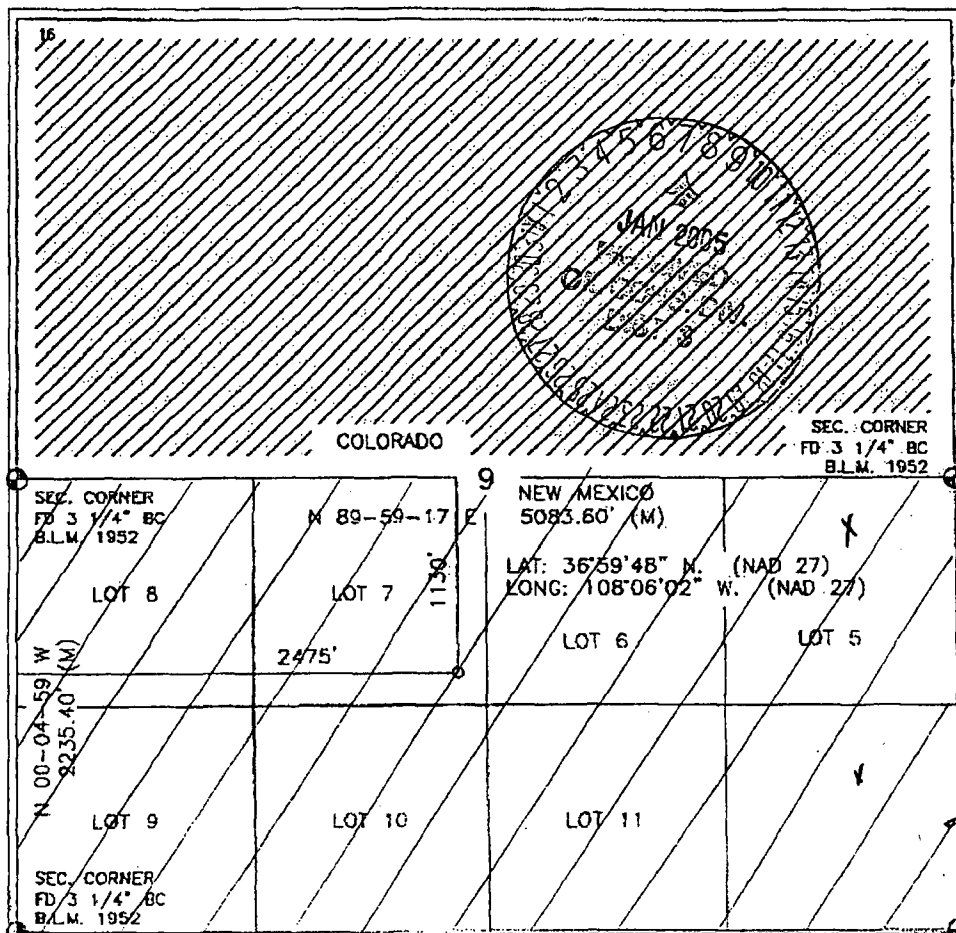 16
JAN 2005
COLORADO
SEC. CORNER
FD 3 1/4" BC
B.L.M. 1952
9
SEC. CORNER
FD 3 1/4" BC
B.L.M. 1952
N 89-59-17 E
NEW MEXICO
5083.60' (M)
LAT: 36°59'48" N. (NAD 27)
LONG: 108°06'02" W. (NAD 27)
LOT 8
LOT 7
1130'
LOT 6
LOT 5
2475'
N 00-04-59 W
2235.40' (M)
LOT 9
LOT 10
LOT 11
SEC. CORNER
FD 3 1/4" BC
B.L.M. 1952